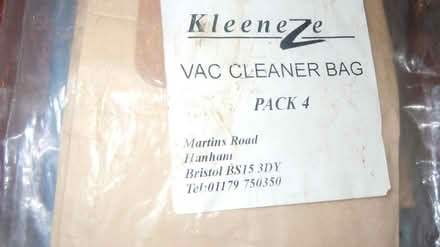 Kleeneze
VAC CLEANER BAG
PACK 4
Martins Road
Hanham
Bristol BS15 3DY
Tel:01179 750350